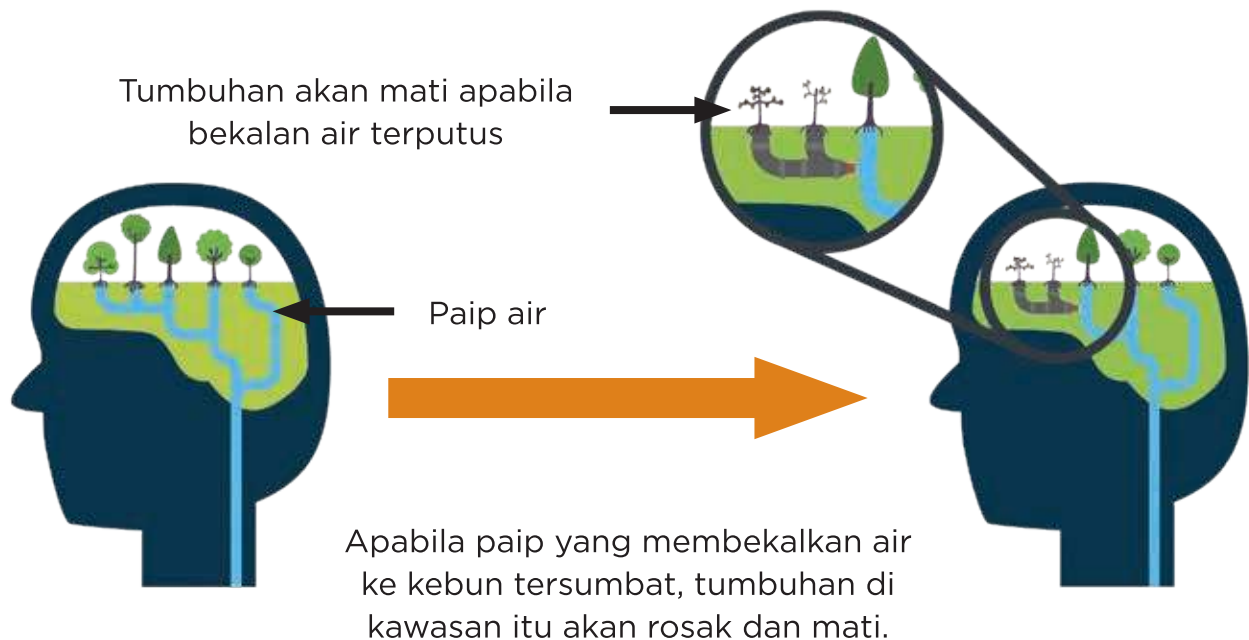 Tumbuhan akan mati apabila
bekalan air terputus
Paip air
Apabila paip yang membekalkan air
ke kebun tersumbat, tumbuhan di
kawasan itu akan rosak dan mati.